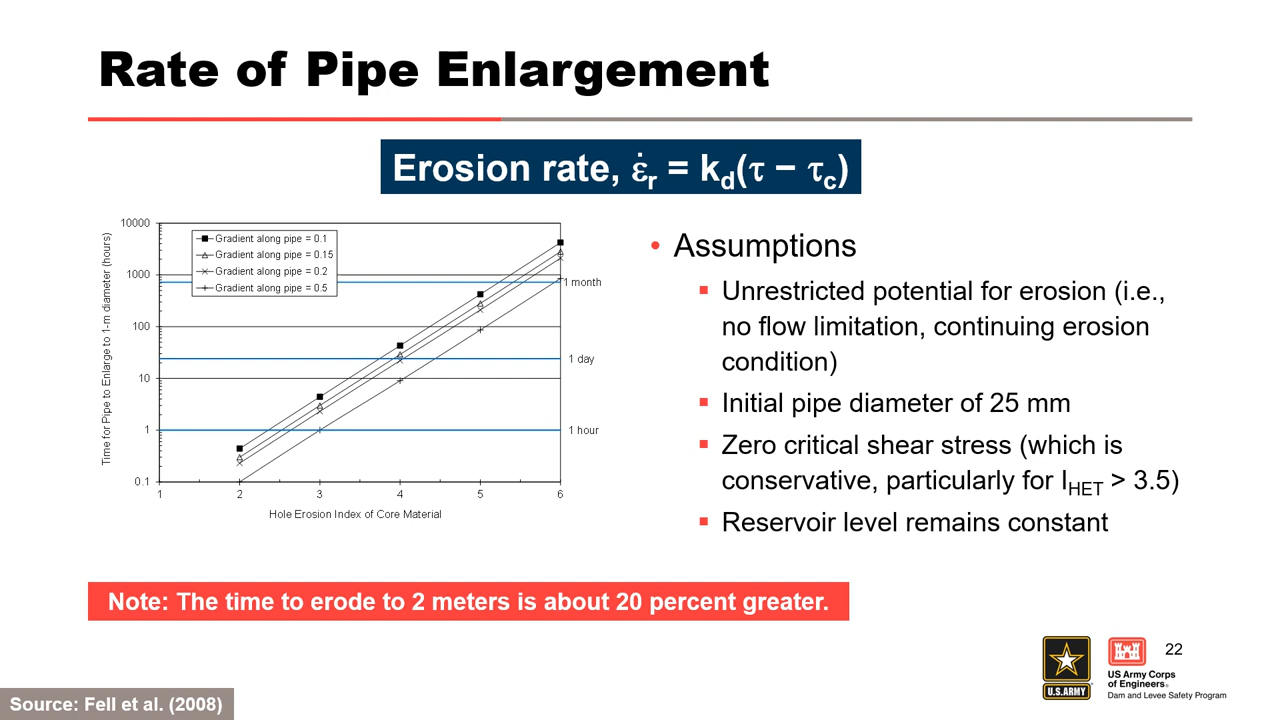 Rate of Pipe Enlargement
Erosion rate, ε̇r = kd(τ − τc)
Time for Pipe to Enlarge to 1-m diameter (hours)
10000
1000
100
10
1
0.1
Gradient along pipe = 0.1
Gradient along pipe = 0.15
Gradient along pipe = 0.2
Gradient along pipe = 0.5
1 month
1 day
1 hour
1 2 3 4 5 6
Hole Erosion Index of Core Material
• Assumptions
▪ Unrestricted potential for erosion (i.e.,
no flow limitation, continuing erosion
condition)
▪ Initial pipe diameter of 25 mm
▪ Zero critical shear stress (which is
conservative, particularly for IHET > 3.5)
▪ Reservoir level remains constant
Note: The time to erode to 2 meters is about 20 percent greater.
U.S.ARMY
US Army Corps
of Engineers®
Dam and Levee Safety Program
22
Source: Fell et al. (2008)